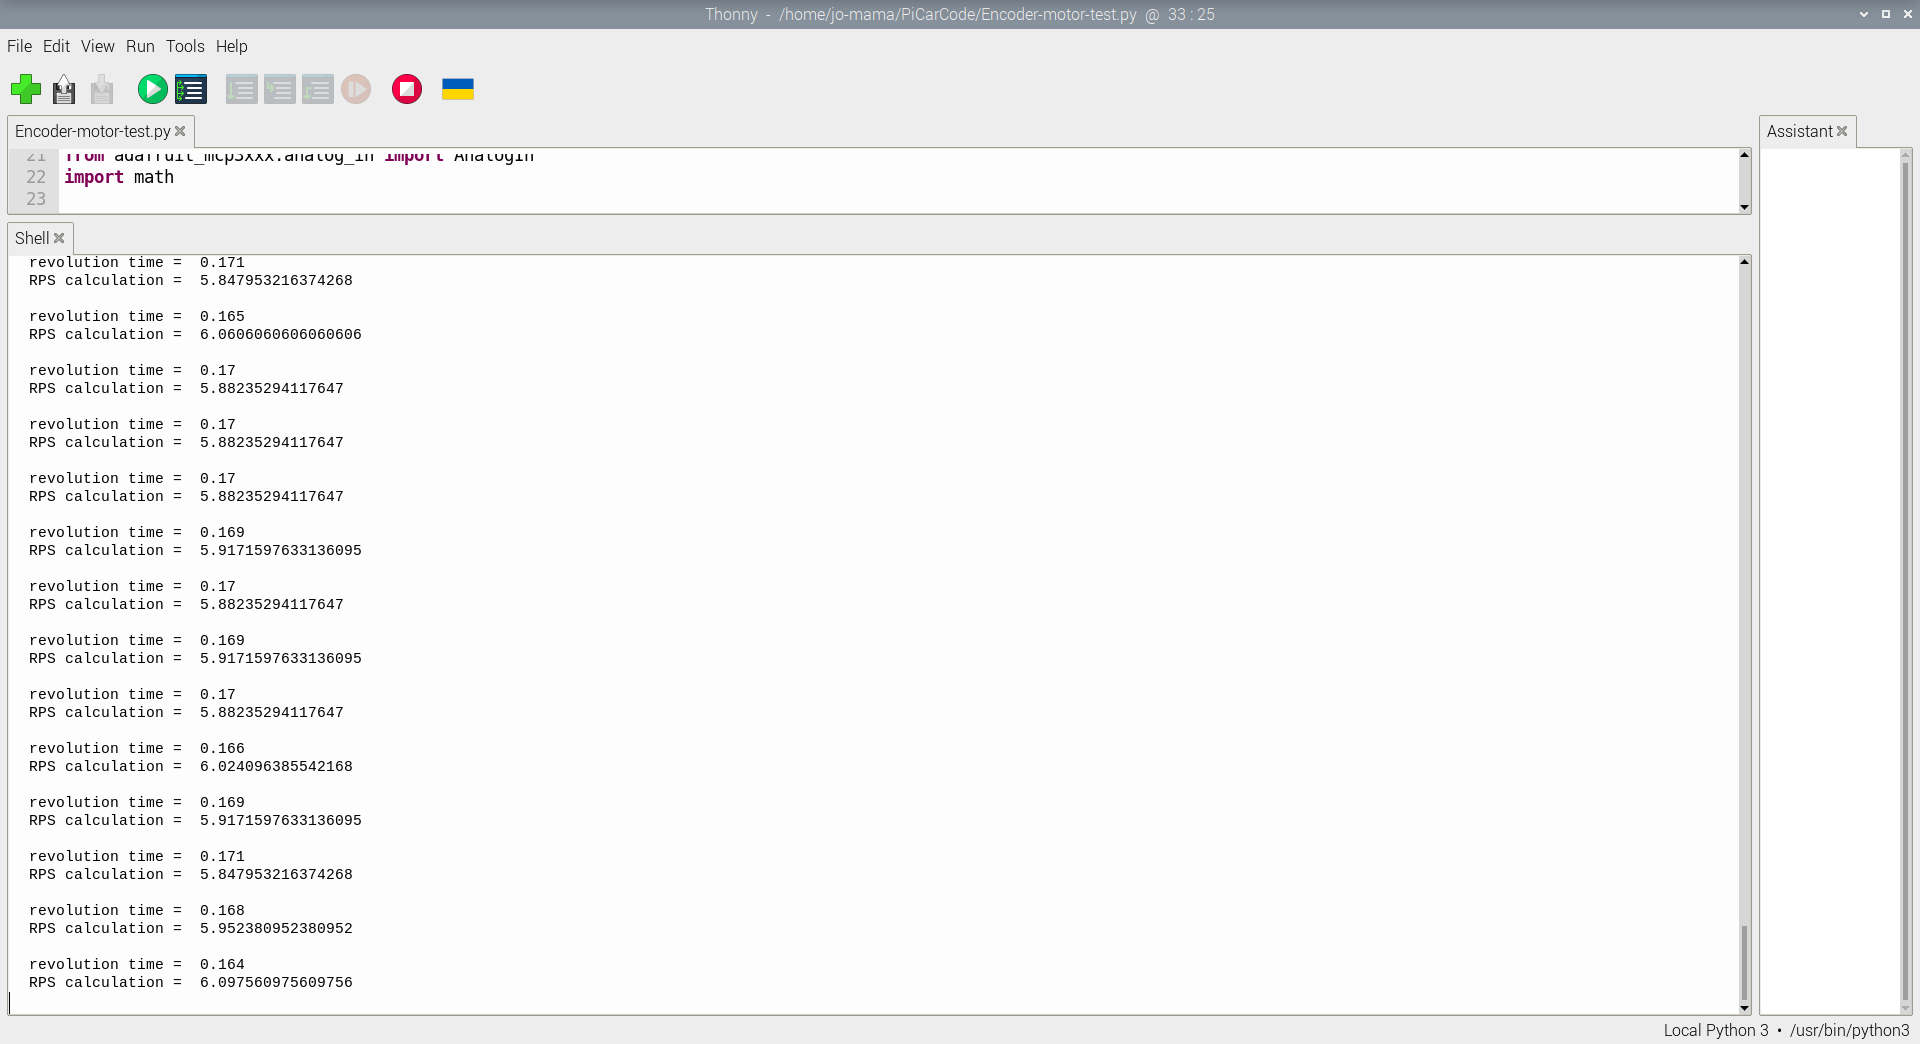 Thonny - /home/jo-mama/PiCarCode/Encoder-motor-test.py @ 33 : 25
File Edit View Run Tools Help
Encoder-motor-test.py
Assistant
21 from adafruit_mcp3xxx.analog_in import AnalogIn
22 import math
23
Shell
revolution time = 0.171
RPS calculation = 5.847953216374268
revolution time = 0.165
RPS calculation = 6.0606060606060606
revolution time = 0.17
RPS calculation = 5.88235294117647
revolution time = 0.17
RPS calculation = 5.88235294117647
revolution time = 0.17
RPS calculation = 5.88235294117647
revolution time = 0.169
RPS calculation = 5.9171597633136095
revolution time = 0.17
RPS calculation = 5.88235294117647
revolution time = 0.169
RPS calculation = 5.9171597633136095
revolution time = 0.17
RPS calculation = 5.88235294117647
revolution time = 0.166
RPS calculation = 6.024096385542168
revolution time = 0.169
RPS calculation = 5.9171597633136095
revolution time = 0.171
RPS calculation = 5.847953216374268
revolution time = 0.168
RPS calculation = 5.952380952380952
revolution time = 0.164
RPS calculation = 6.097560975609756
Local Python 3 • /usr/bin/python3